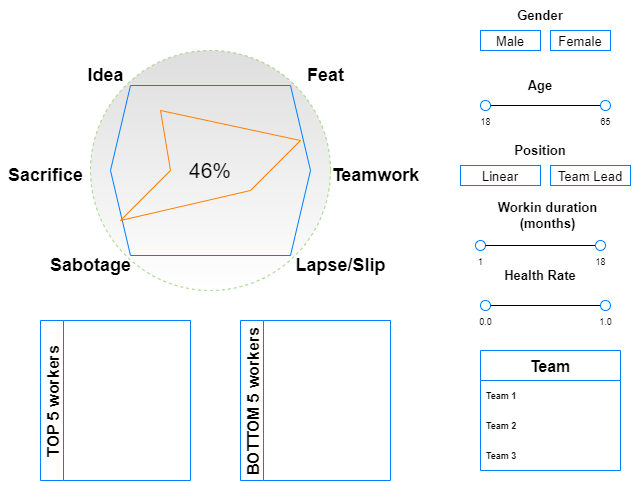 Gender
Male
Female
Idea
Feat
Age
18
65
46%
Position
Sacrifice
Teamwork
Linear
Team Lead
Workin duration
(months)
1
18
Sabotage
Lapse/Slip
Health Rate
0.0
1.0
TOP 5 workers
BOTTOM 5 workers
Team
Team 1
Team 2
Team 3